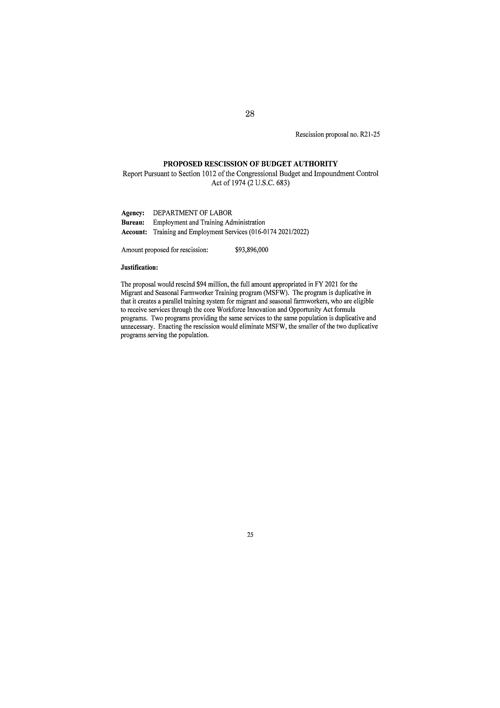 28
Rescission proposal no. R21-25
PROPOSED RESCISSION OF BUDGET AUTHORITY
Report Pursuant to Section 1012 of the Congressional Budget and Impoundment Control
Act of 1974 (2 U.S.C. 683)
Agency: DEPARTMENT OF LABOR
Bureau: Employment and Training Administration
Account: Training and Employment Services (016-0174 2021/2022)
Amount proposed for rescission: $93,896,000
Justification:
The proposal would rescind $94 million, the full amount appropriated in FY 2021 for the
Migrant and Seasonal Farmworker Training program (MSFW). The program is duplicative in
that it creates a parallel training system for migrant and seasonal farmworkers, who are eligible
to receive services through the core Workforce Innovation and Opportunity Act formula
programs. Two programs providing the same services to the same population is duplicative and
unnecessary. Enacting the rescission would eliminate MSFW, the smaller of the two duplicative
programs serving the population.
25